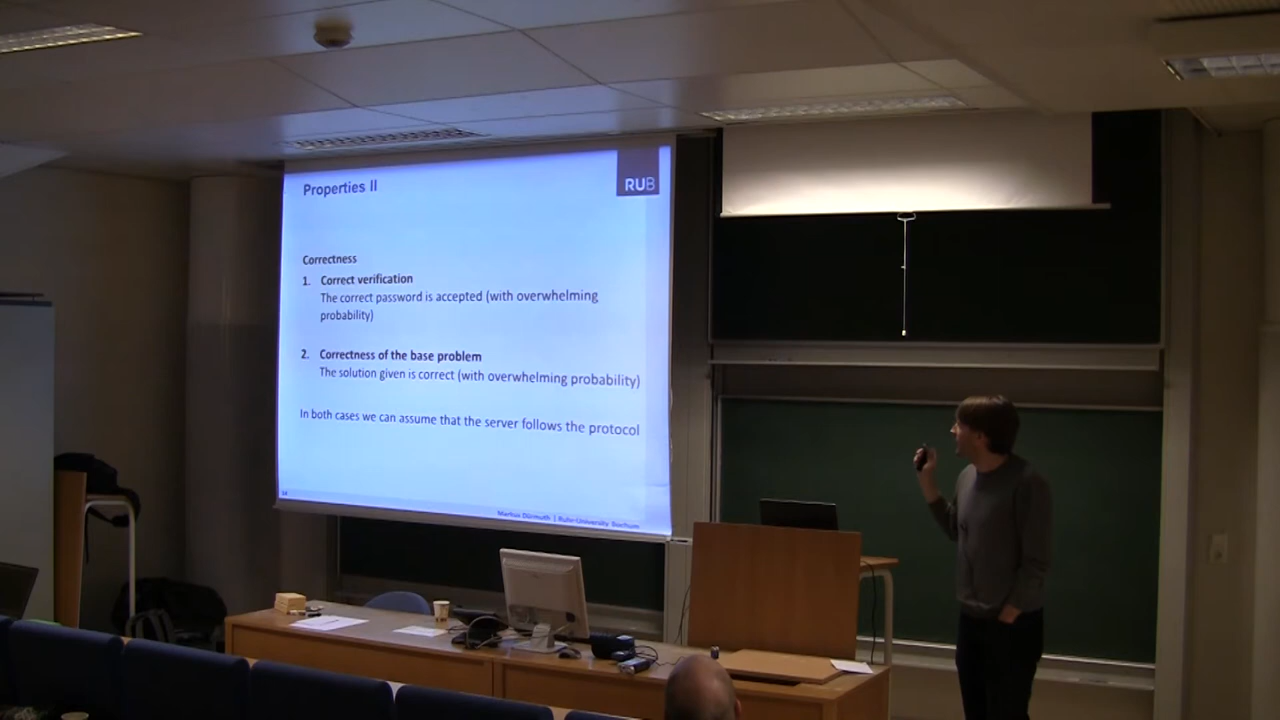 Properties II
RUB
Correctness
1. Correct verification
The correct password is accepted (with overwhelming
probability)
2. Correctness of the base problem
The solution given is correct (with overwhelming probability)
In both cases we can assume that the server follows the protocol
Markus Dürmuth | Ruhr-University Bochum